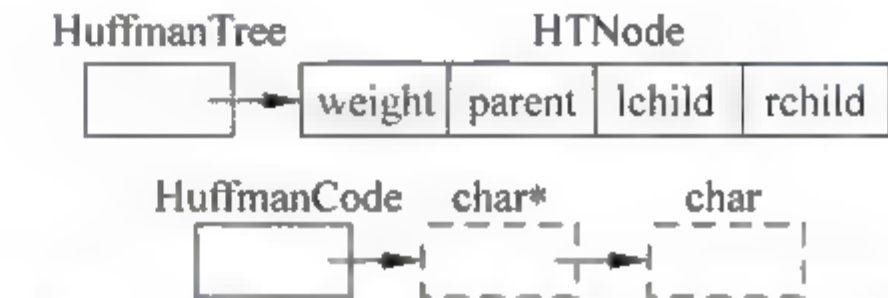 HuffmanTree HTNode
weight parent lchild rchild
HuffmanCode char* char